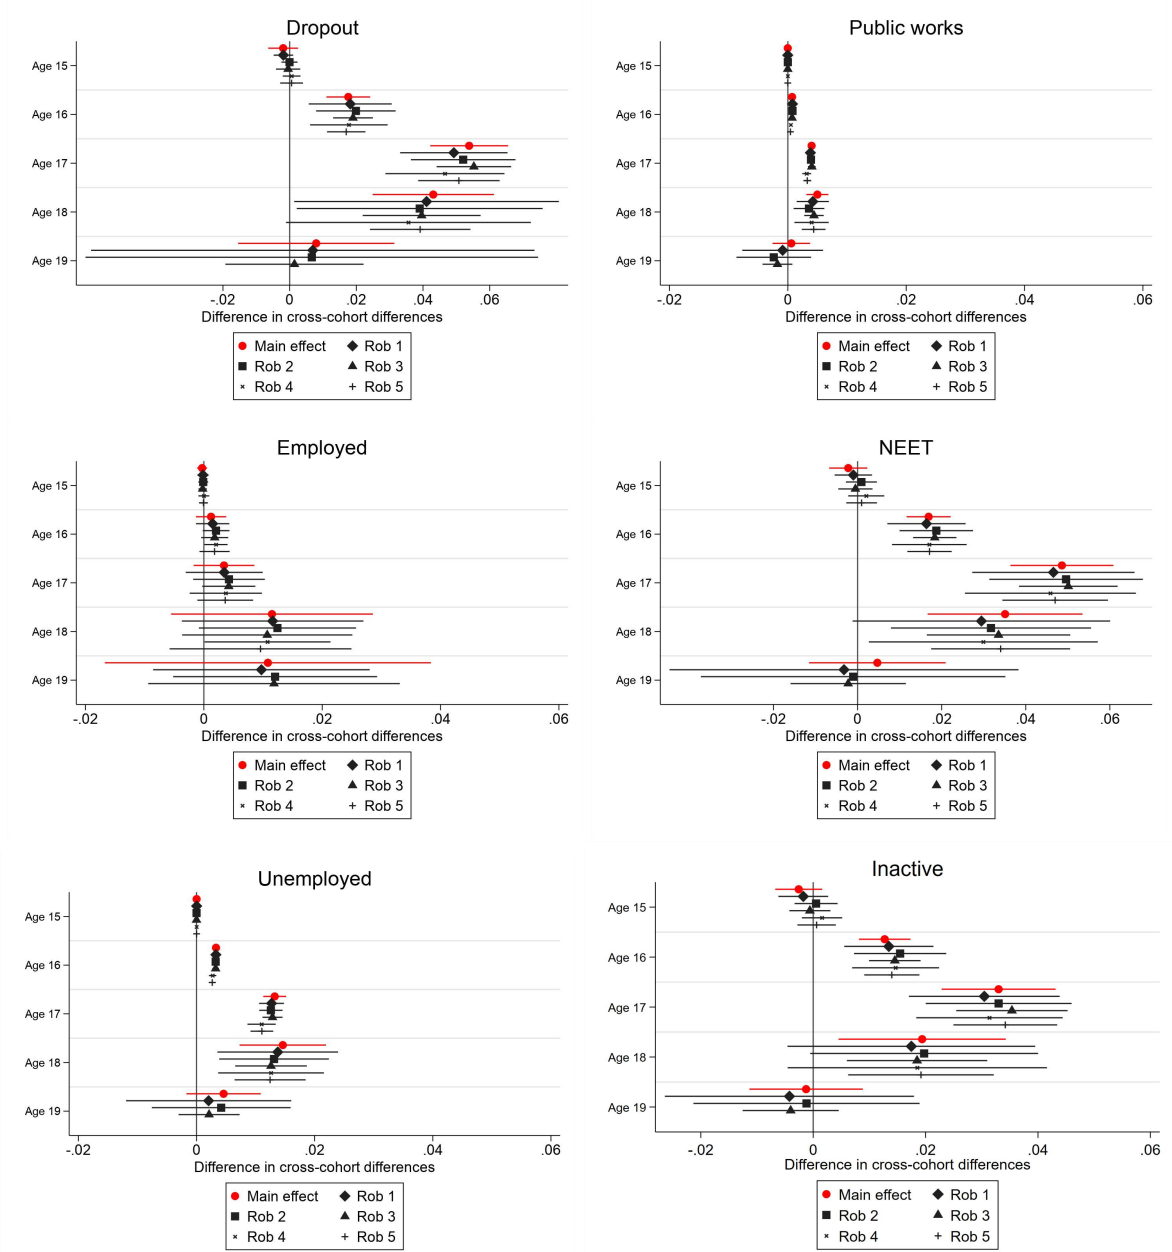 Dropout
Age 15
Age 16
Age 17
Age 18
Age 19
-.02 0 .02 .04 .06
Difference in cross-cohort differences
Main effect Rob 1
Rob 2 Rob 3
Rob 4 Rob 5
Public works
Age 15
Age 16
Age 17
Age 18
Age 19
-.02 0 .02 .04 .06
Difference in cross-cohort differences
Main effect Rob 1
Rob 2 Rob 3
Rob 4 Rob 5
Employed
Age 15
Age 16
Age 17
Age 18
Age 19
-.02 0 .02 .04 .06
Difference in cross-cohort differences
Main effect Rob 1
Rob 2 Rob 3
Rob 4 Rob 5
NEET
Age 15
Age 16
Age 17
Age 18
Age 19
-.02 0 .02 .04 .06
Difference in cross-cohort differences
Main effect Rob 1
Rob 2 Rob 3
Rob 4 Rob 5
Unemployed
Age 15
Age 16
Age 17
Age 18
Age 19
-.02 0 .02 .04 .06
Difference in cross-cohort differences
Main effect Rob 1
Rob 2 Rob 3
Rob 4 Rob 5
Inactive
Age 15
Age 16
Age 17
Age 18
Age 19
-.02 0 .02 .04 .06
Difference in cross-cohort differences
Main effect Rob 1
Rob 2 Rob 3
Rob 4 Rob 5